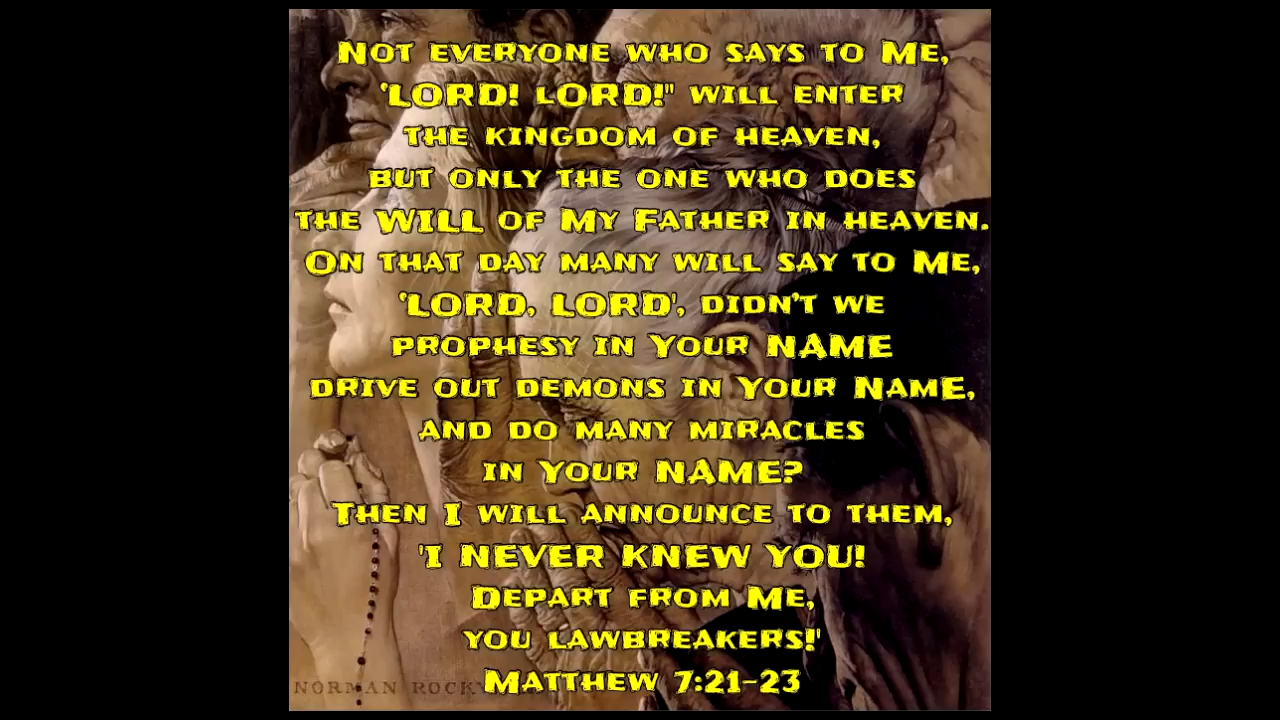 Not everyone who says to Me,
'LORD! LORD!" will enter
the kingdom of heaven,
but only the one who does
the WILL of My Father in heaven.
On that day many will say to Me,
'LORD, LORD', didn't we
prophesy in Your NAME
drive out demons in Your NamE,
and do many miracles
in Your NAME?
Then I will announce to them,
'I NEVER KNEW YOU!
Depart from Me,
you lawbreakers!'
Matthew 7:21-23
NORMAN ROCK